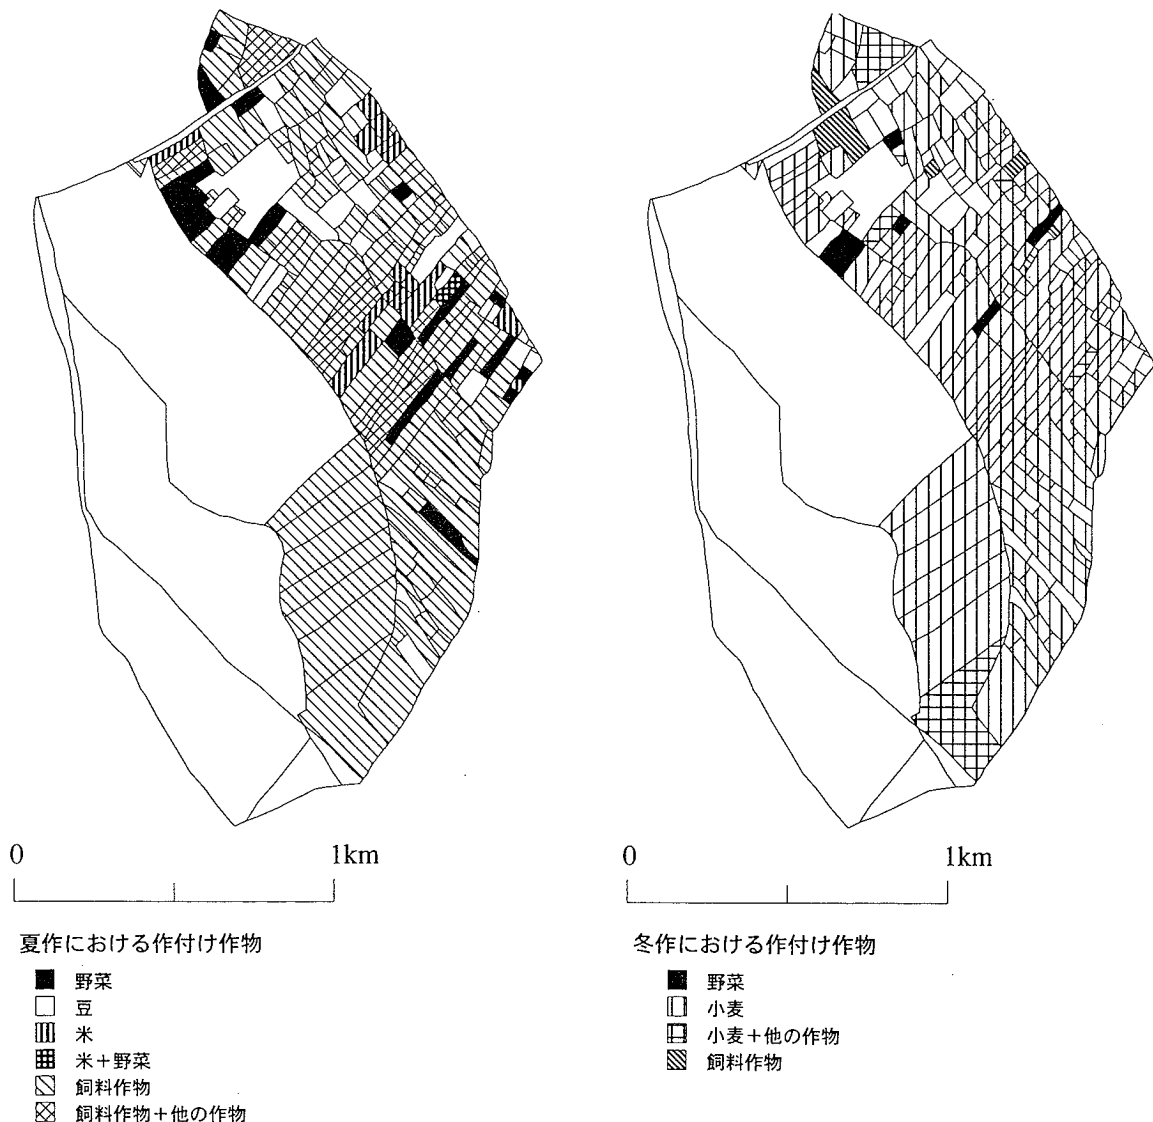 0 1km
夏作における作付け作物
野菜
豆
米
米+野菜
飼料作物
飼料作物+他の作物
0 1km
冬作における作付け作物
野菜
小麦
小麦+他の作物
飼料作物